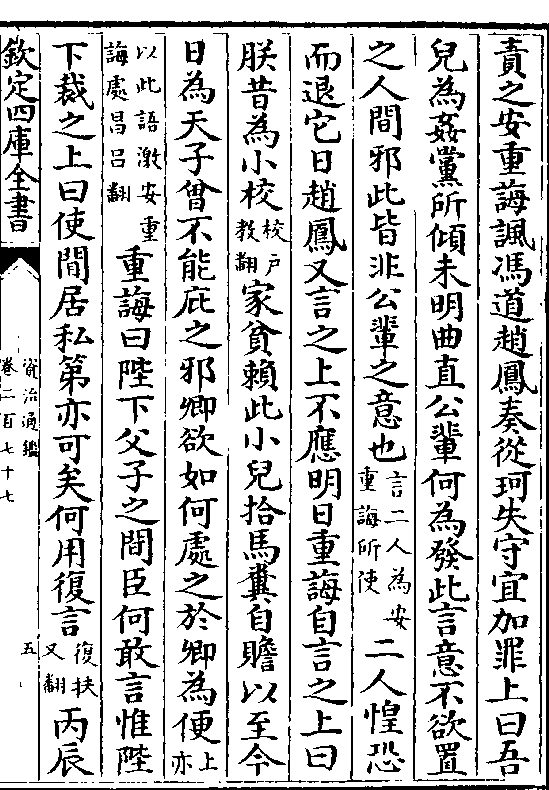 責之安重誨諷馮道趙鳳奏從珂失守宜加罪上曰吾
兒為姦黨所傾未明曲直公輩何為發此言意不欲置
之人間邪此皆非公輩之意也言二人為安重誨所使二人惶恐
而退它日趙鳳又言之上不應明日重誨自言之上曰
朕昔為小校校戶教翻家貧賴此小兒拾馬糞自贍以至今
日為天子曾不能庇之邪卿欲如何處之於卿為便上亦
以此語激安重誨處昌呂翻重誨曰陛下父子之間臣何敢言惟陛
下裁之上曰使閒居私第亦可矣何用復言復扶又翻丙辰
欽定四庫全書
資治通鑑
卷二百七十七
五